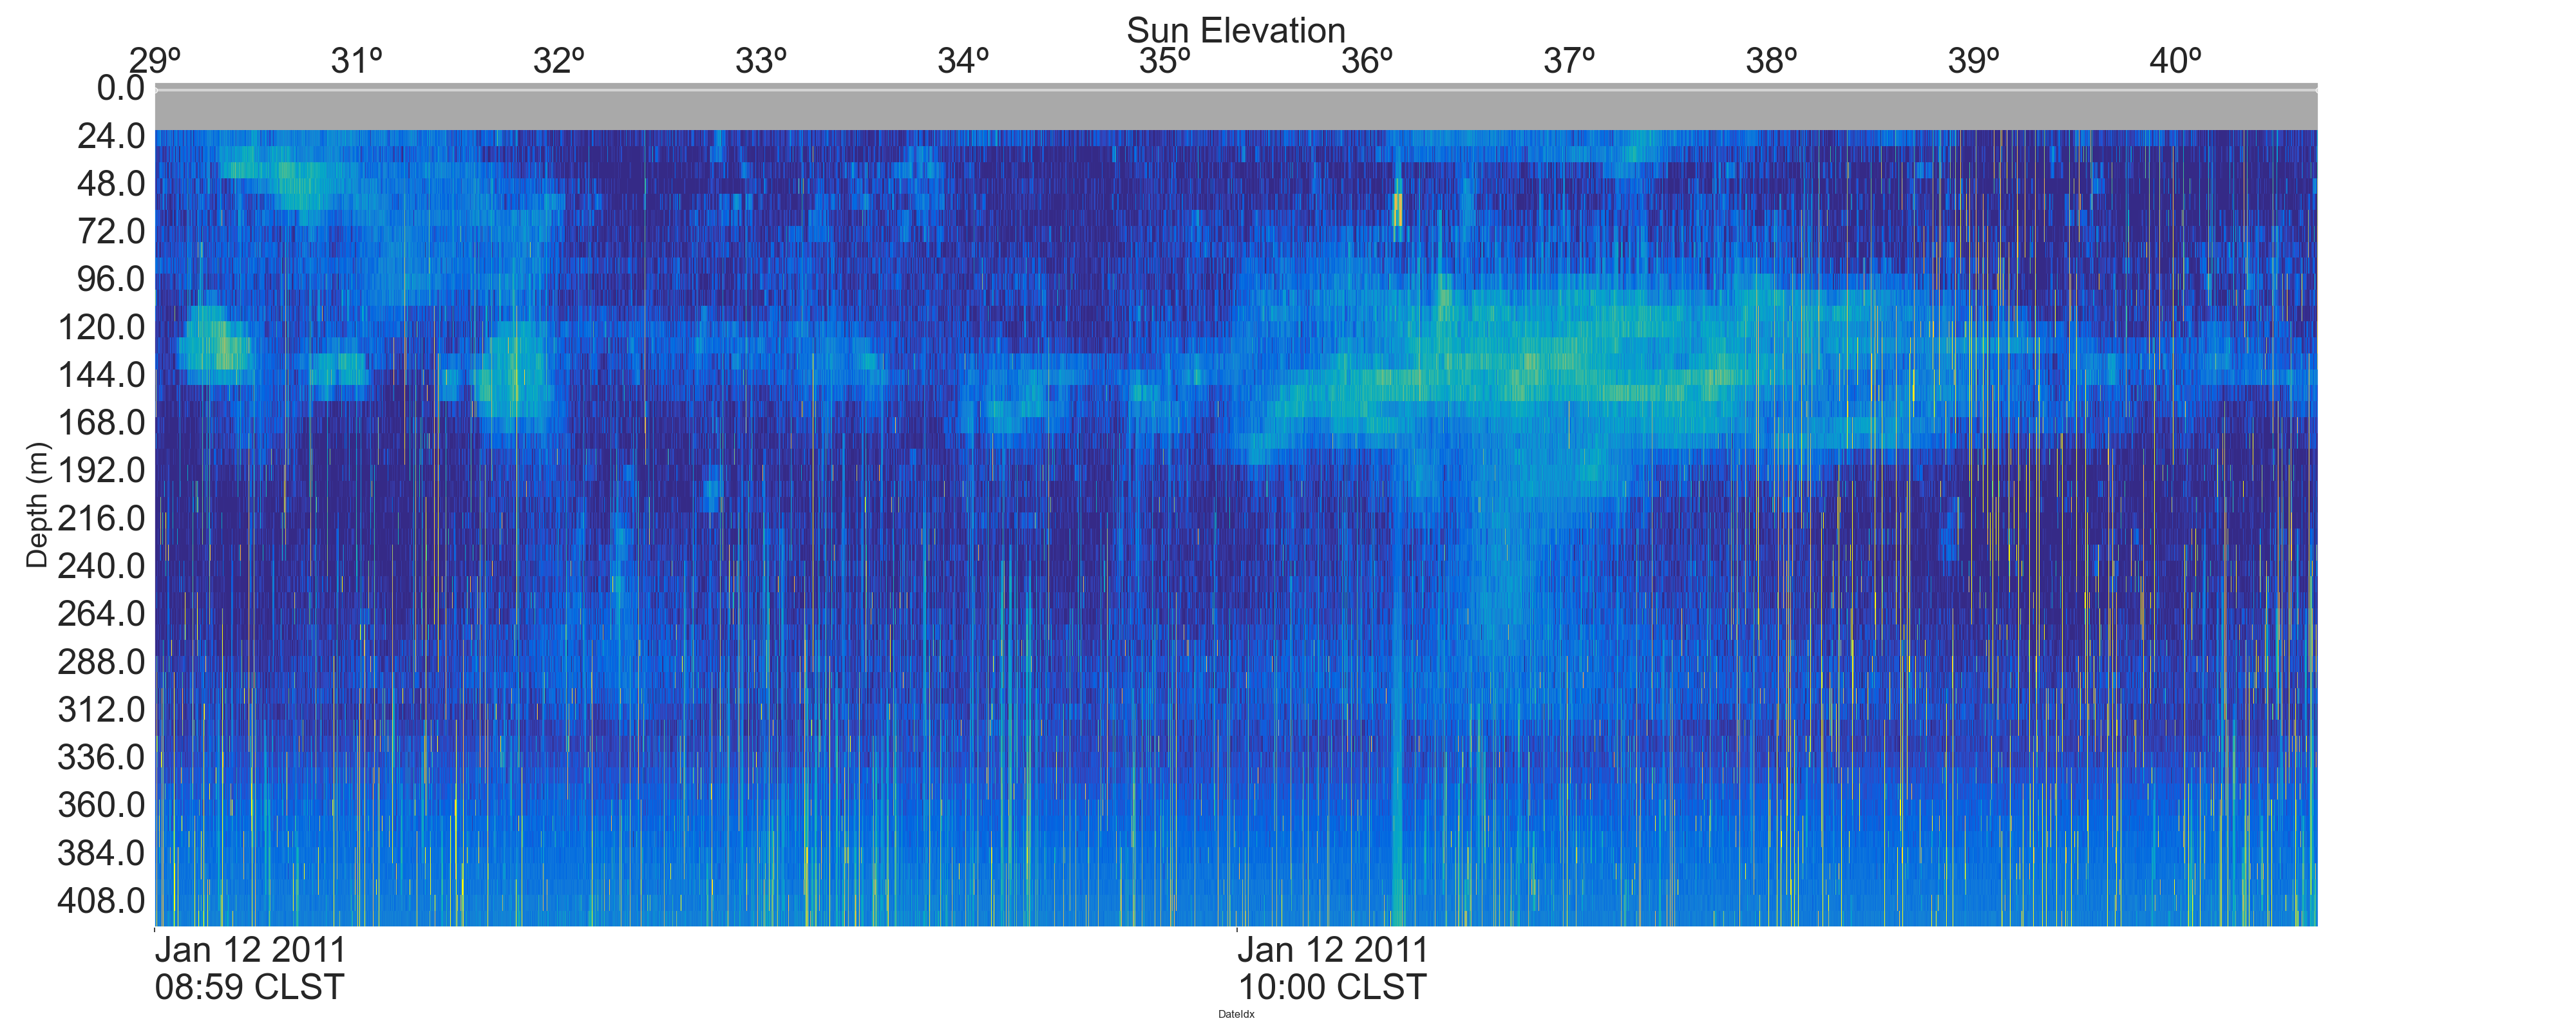 Sun Elevation
29º 31º 32º 33º 34º 35º 36º 37º 38º 39º 40º
0.0
24.0
48.0
72.0
96.0
120.0
144.0
168.0
192.0
216.0
240.0
264.0
288.0
312.0
336.0
360.0
384.0
408.0
Depth (m)
Jan 12 2011
08:59 CLST
Jan 12 2011
10:00 CLST
DateIdx